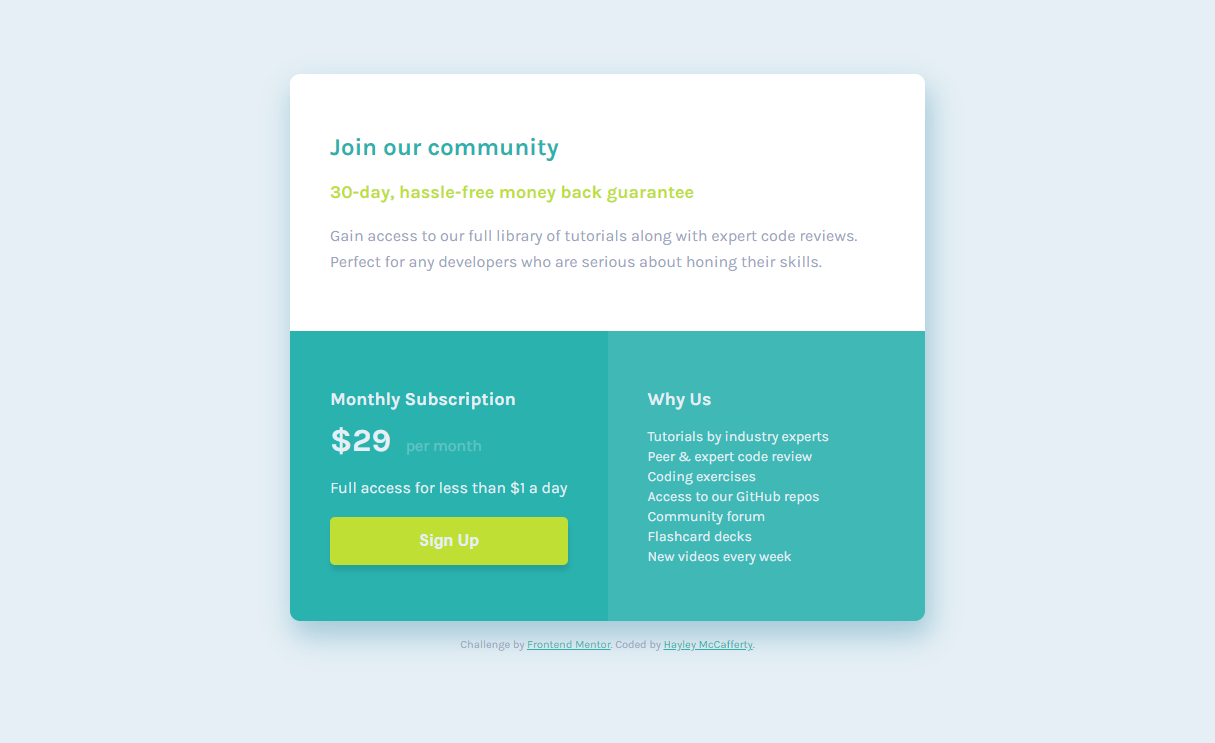 Join our community
30-day, hassle-free money back guarantee
Gain access to our full library of tutorials along with expert code reviews.
Perfect for any developers who are serious about honing their skills.
Monthly Subscription
$29 per month
Full access for less than $1 a day
Sign Up
Why Us
Tutorials by industry experts
Peer & expert code review
Coding exercises
Access to our GitHub repos
Community forum
Flashcard decks
New videos every week
Challenge by Frontend Mentor. Coded by Hayley McCafferty.